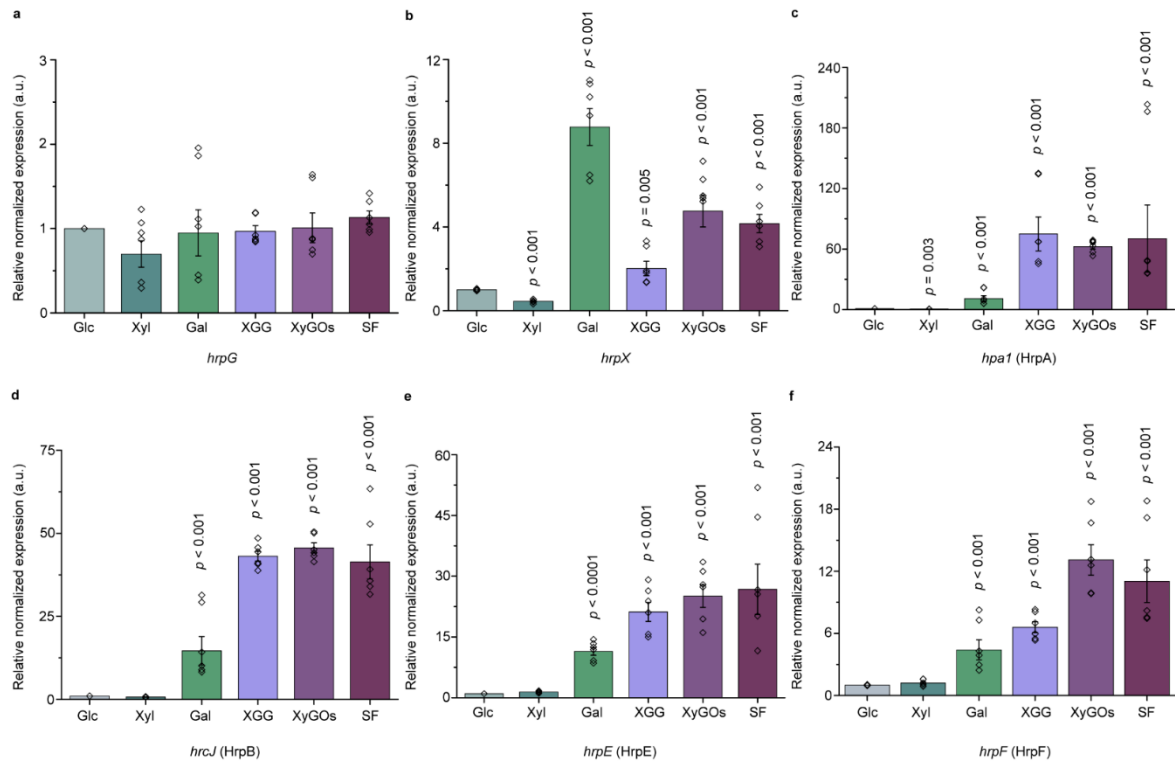 a
Relative normalized expression (a.u.)
3
2
1
0
Glc Xyl Gal XGG XyGOs SF
hrpG
b
Relative normalized expression (a.u.)
12
8
4
0
p < 0.001
p < 0.001
p = 0.005
p < 0.001
p < 0.001
Glc Xyl Gal XGG XyGOs SF
hrpX
c
Relative normalized expression (a.u.)
240
180
120
60
0
p = 0.003
p < 0.001
p < 0.001
p < 0.001
p < 0.001
Glc Xyl Gal XGG XyGOs SF
hpa1 (HrpA)
d
Relative normalized expression (a.u.)
75
50
25
0
p < 0.001
p < 0.001
p < 0.001
p < 0.001
Glc Xyl Gal XGG XyGOs SF
hrcJ (HrpB)
e
Relative normalized expression (a.u.)
60
45
30
15
0
p < 0.0001
p < 0.001
p < 0.001
p < 0.001
Glc Xyl Gal XGG XyGOs SF
hrpE (HrpE)
f
Relative normalized expression (a.u.)
24
18
12
6
0
p < 0.001
p < 0.001
p < 0.001
p < 0.001
Glc Xyl Gal XGG XyGOs SF
hrpF (HrpF)